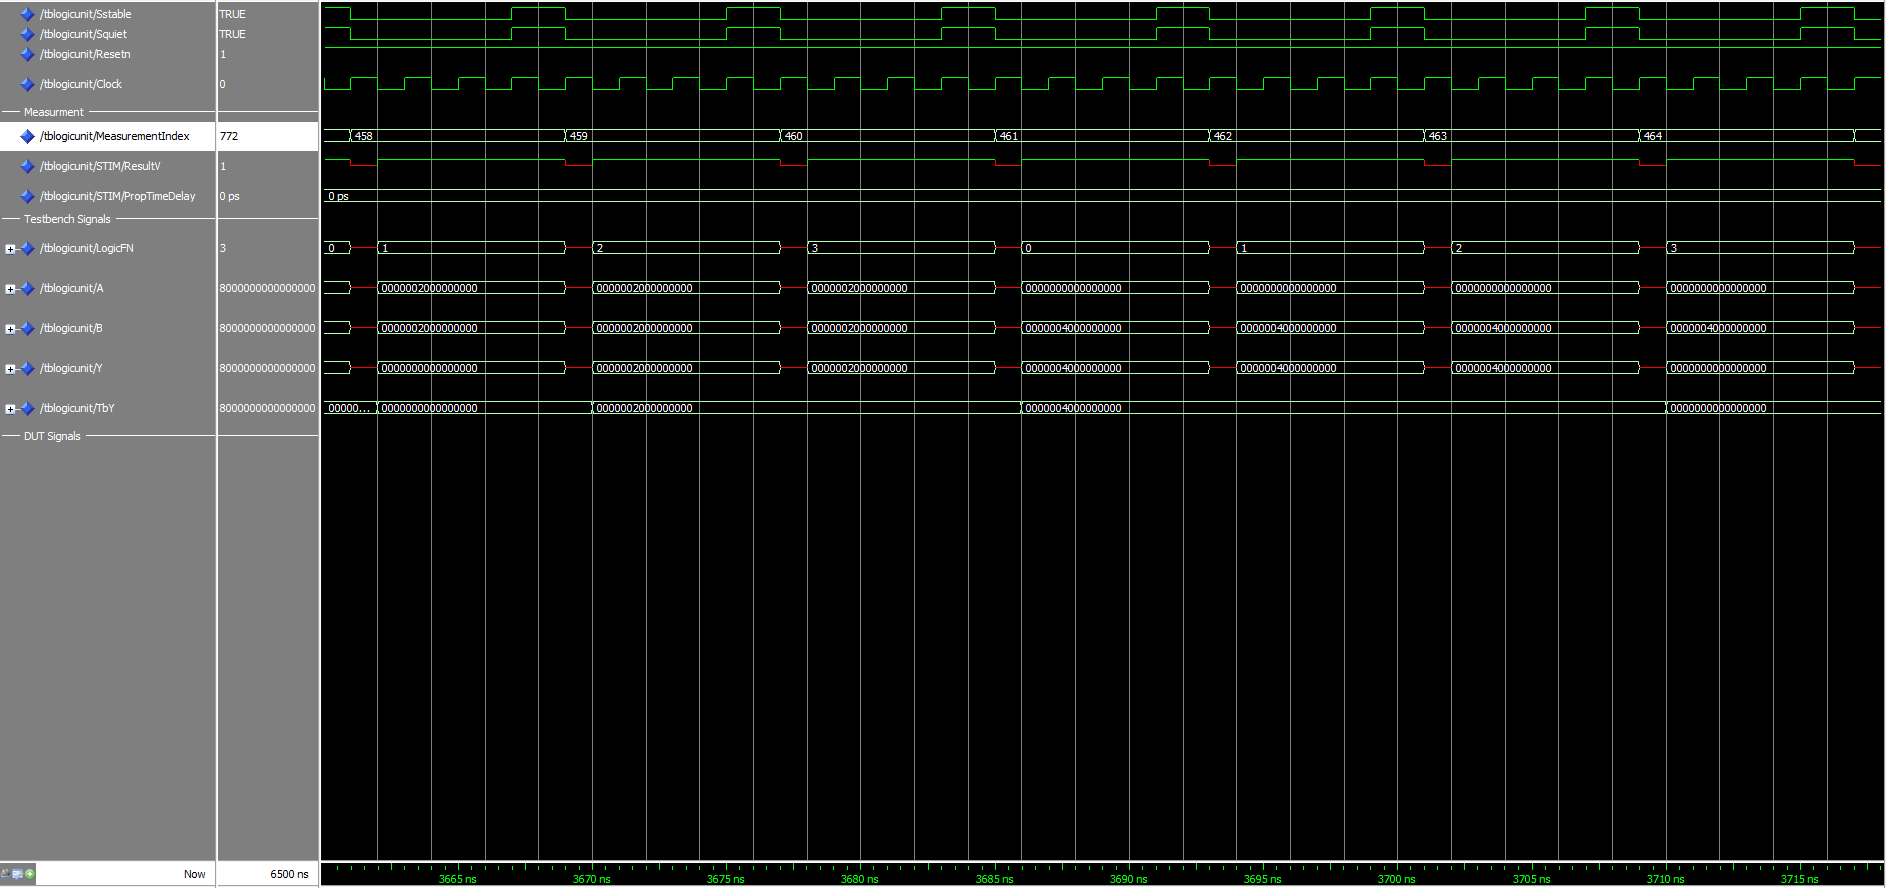 /tblogicunit/Sstable TRUE
/tblogicunit/Squiet TRUE
/tblogicunit/Resetn 1
/tblogicunit/Clock 0
Measurment
/tblogicunit/MeasurementIndex 772 458 459 460 461 462 463 464
/tblogicunit/STIM/ResultV 1
/tblogicunit/STIM/PropTimeDelay 0 ps 0 ps
Testbench Signals
/tblogicunit/LogicFN 3 0 1 2 3 0 1 2 3
/tblogicunit/A 8000000000000000 0000002000000000 0000002000000000 0000002000000000 0000000000000000 0000000000000000 0000000000000000 0000000000000000
/tblogicunit/B 8000000000000000 0000002000000000 0000002000000000 0000002000000000 0000004000000000 0000004000000000 0000004000000000 0000004000000000
/tblogicunit/Y 8000000000000000 0000000000000000 0000002000000000 0000002000000000 0000004000000000 0000004000000000 0000004000000000 0000000000000000
/tblogicunit/TbY 8000000000000000 00000... 0000000000000000 0000002000000000 0000004000000000 0000000000000000
DUT Signals
Now 6500 ns
3665 ns 3670 ns 3675 ns 3680 ns 3685 ns 3690 ns 3695 ns 3700 ns 3705 ns 3710 ns 3715 ns